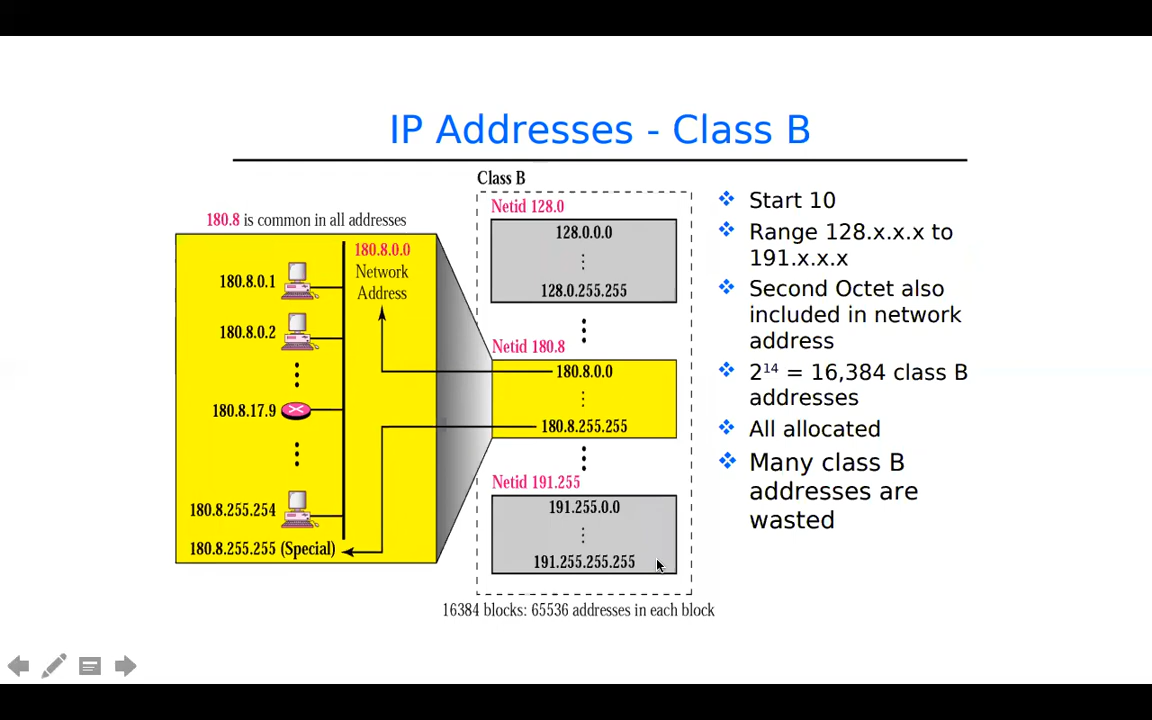 IP Addresses - Class B
Class B
180.8 is common in all addresses
180.8.0.0
Network
Address
180.8.0.1
180.8.0.2
180.8.17.9
180.8.255.254
180.8.255.255 (Special)
Netid 128.0
128.0.0.0
128.0.255.255
Netid 180.8
180.8.0.0
180.8.255.255
Netid 191.255
191.255.0.0
191.255.255.255
16384 blocks: 65536 addresses in each block
Start 10
Range 128.x.x.x to
191.x.x.x
Second Octet also
included in network
address
2¹⁴ = 16,384 class B
addresses
All allocated
Many class B
addresses are
wasted